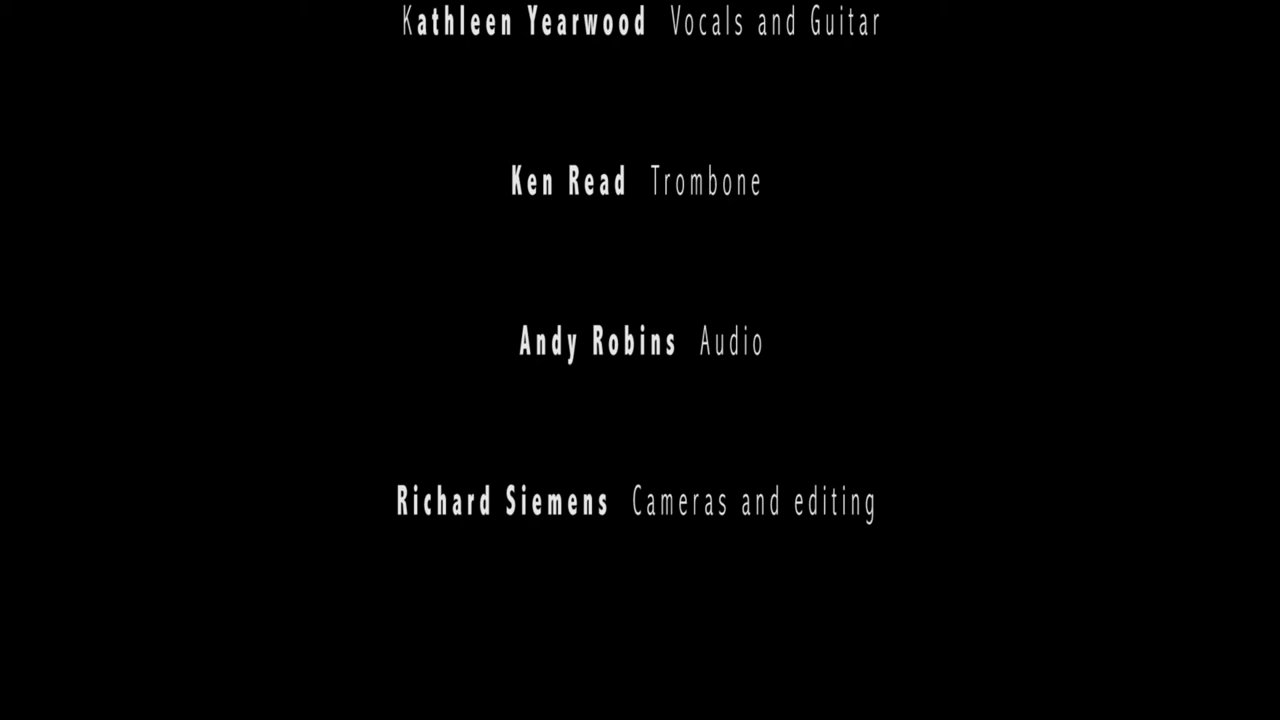 Kathleen Yearwood Vocals and Guitar
Ken Read Trombone
Andy Robins Audio
Richard Siemens Cameras and editing